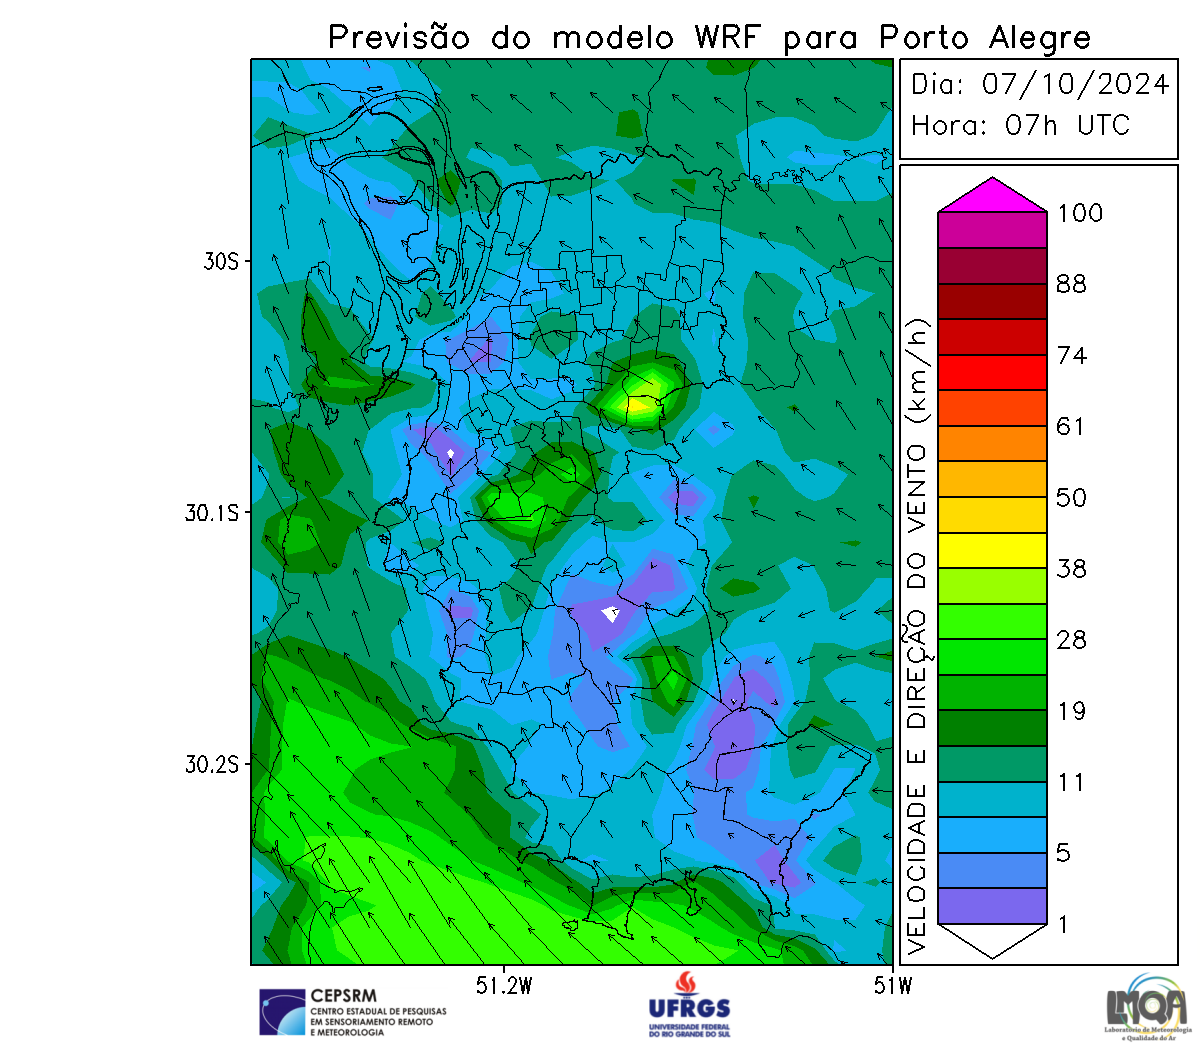 Previsão do modelo WRF para Porto Alegre
Dia: 07/10/2024
Hora: 07h UTC
100
88
74
61
50
38
28
19
11
5
1
VELOCIDADE E DIREÇÃO DO VENTO (km/h)
30S
30.1S
30.2S
51.2W
51W
CEPSRM
CENTRO ESTADUAL DE PESQUISAS
EM SENSORIAMENTO REMOTO
E METEOROLOGIA
UFRGS
UNIVERSIDADE FEDERAL
DO RIO GRANDE DO SUL
LMQA
Laboratório de Meteorologia
e Qualidade do Ar